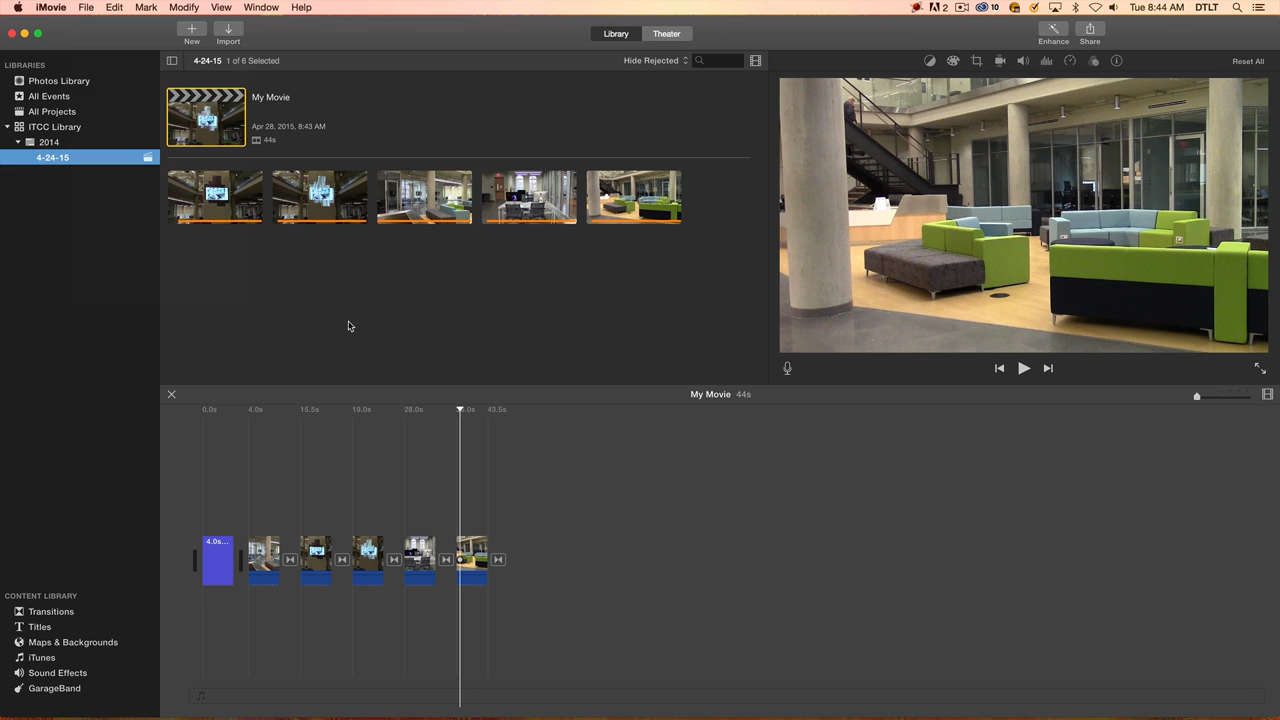 iMovie File Edit Mark Modify View Window Help
2 10 Tue 8:44 AM DTLT
New Import
Library Theater
Enhance Share
LIBRARIES
Photos Library
All Events
All Projects
ITCC Library
2014
4-24-15
4-24-15 1 of 6 Selected
Hide Rejected
Reset All
My Movie
Apr 28, 2015, 8:43 AM
44s
My Movie 44s
0.0s 4.0s 15.5s 19.0s 28.0s 43.5s
4.0s...
CONTENT LIBRARY
Transitions
Titles
Maps & Backgrounds
iTunes
Sound Effects
GarageBand